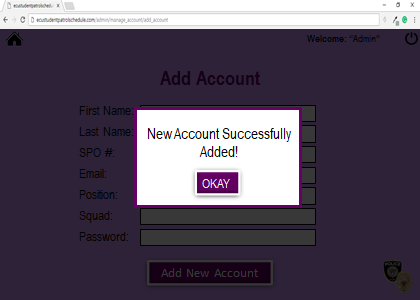 ecustudentpatrolschedule
ecustudentpatrolschedule.com/admin/manage_account/add_account
Welcome: "Admin"
Add Account
First Name:
Last Name:
SPO #:
Email:
Position:
Squad:
Password:
New Account Successfully
Added!
OKAY
Add New Account
POLICE